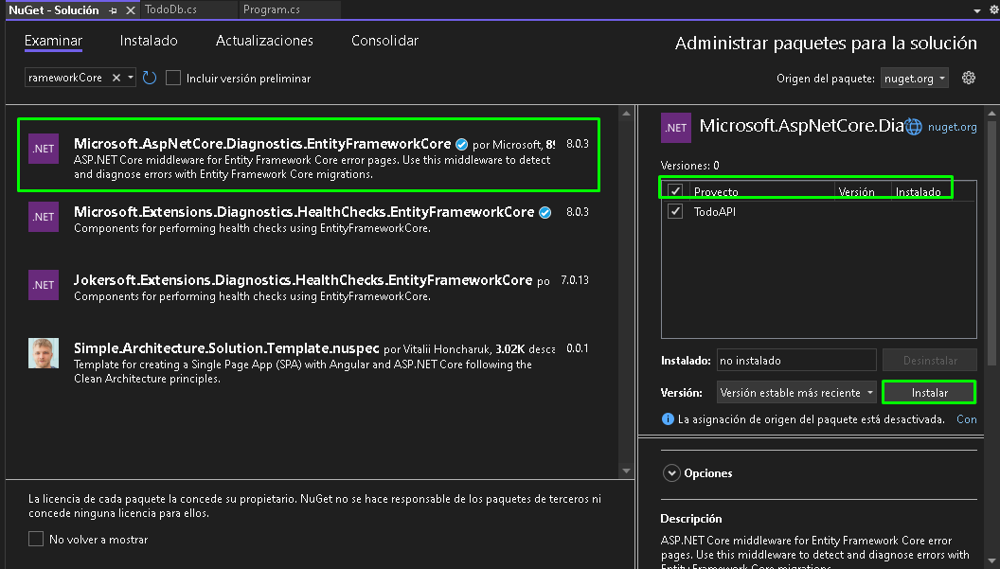 NuGet - Solución
TodoDb.cs
Program.cs
Examinar
Instalado
Actualizaciones
Consolidar
Administrar paquetes para la solución
rameworkCore
Incluir versión preliminar
Origen del paquete:
nuget.org
.NET
Microsoft.AspNetCore.Diagnostics.EntityFrameworkCore por Microsoft,
8.0.3
ASP.NET Core middleware for Entity Framework Core error pages. Use this middleware to detect
and diagnose errors with Entity Framework Core migrations.
.NET
Microsoft.Extensions.Diagnostics.HealthChecks.EntityFrameworkCore
8.0.3
Components for performing health checks using EntityFrameworkCore.
.NET
Jokersoft.Extensions.Diagnostics.HealthChecks.EntityFrameworkCore po
7.0.13
Components for performing health checks using EntityFrameworkCore.
Simple.Architecture.Solution.Template.nuspec por Vitalii Honcharuk, 3.02K desca
0.0.1
Template for creating a Single Page App (SPA) with Angular and ASP.NET Core following the
Clean Architecture principles.
La licencia de cada paquete la concede su propietario. NuGet no se hace responsable de los paquetes de terceros ni
concede ninguna licencia para ellos.
No volver a mostrar
.NET
Microsoft.AspNetCore.Dia
nuget.org
Versiones: 0
Proyecto
Versión
Instalado
TodoAPI
Instalado:
no instalado
Desinstalar
Versión:
Versión estable más reciente
Instalar
La asignación de origen del paquete está desactivada.
Con
Opciones
Descripción
ASP.NET Core middleware for Entity Framework Core error
pages. Use this middleware to detect and diagnose errors with
Entity Framework Core migrations.